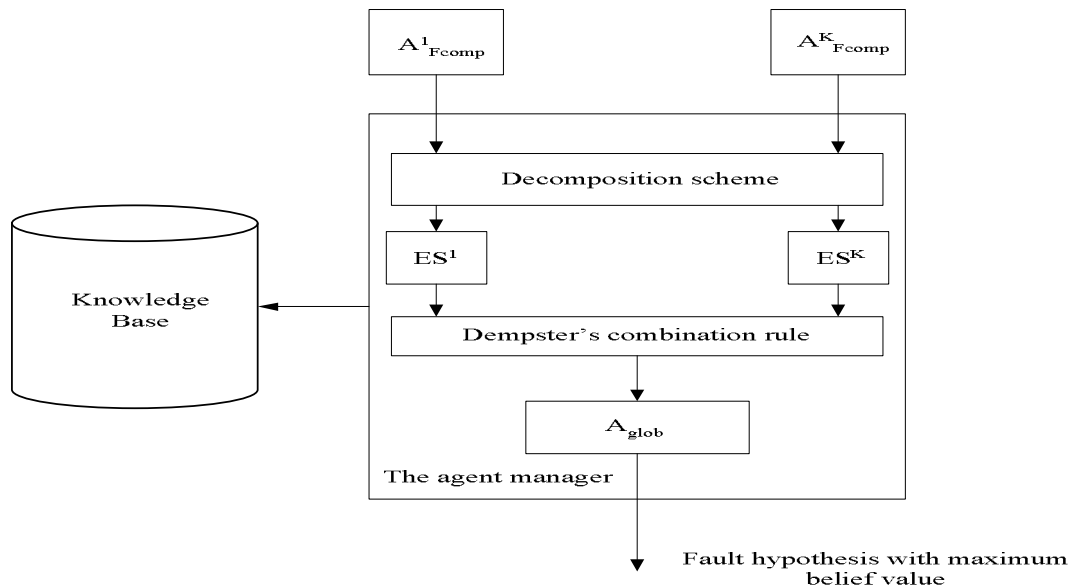 A¹Fcomp
AᴷFcomp
Decomposition scheme
ES¹
ESᴷ
Knowledge
Base
Dempster's combination rule
Aglob
The agent manager
Fault hypothesis with maximum
belief value